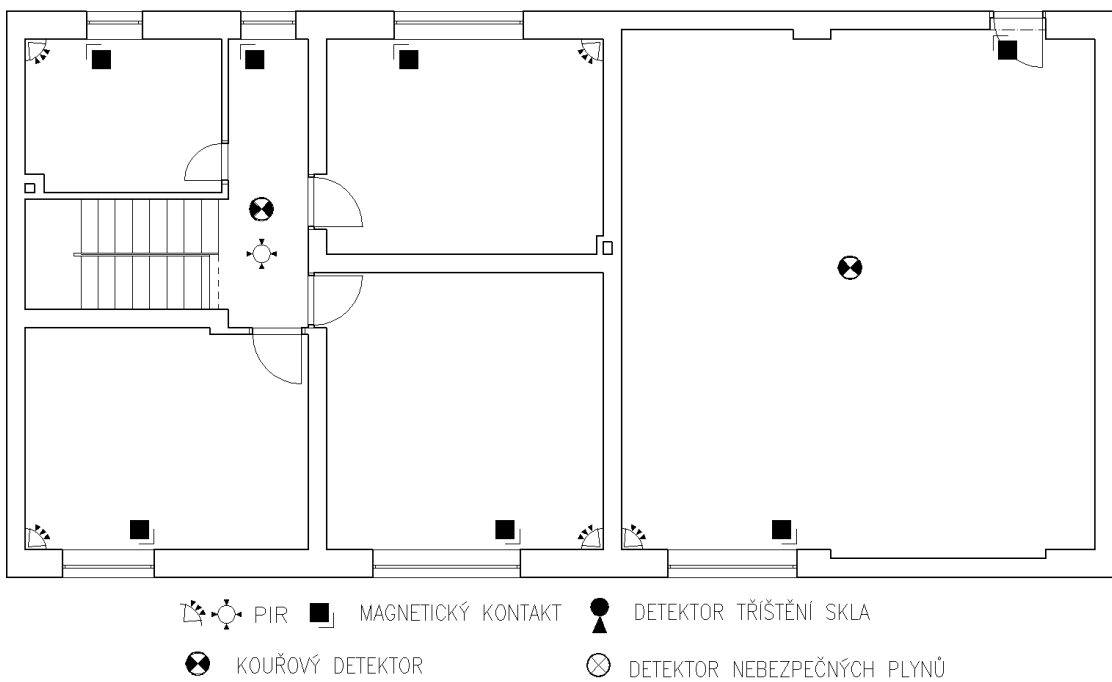 PIR MAGNETICKÝ KONTAKT DETEKTOR TŘÍŠTĚNÍ SKLA
KOUŘOVÝ DETEKTOR DETEKTOR NEBEZPEČNÝCH PLYNŮ